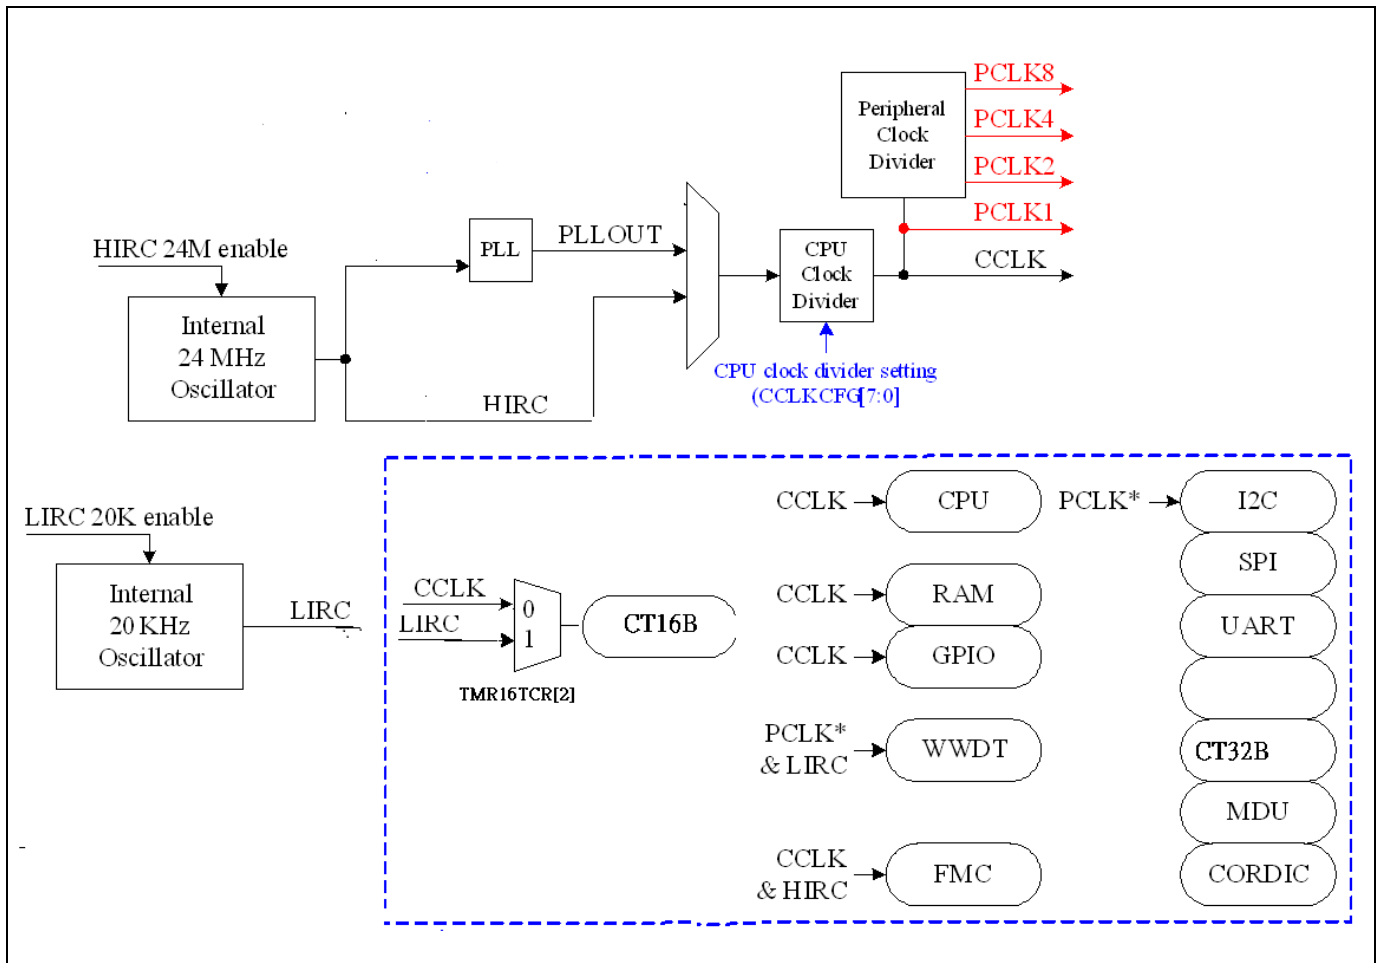 PCLK8
Peripheral
Clock
Divider
PCLK4
PCLK2
PCLK1
HIRC 24M enable
PLL
PLLOUT
CPU
Clock
Divider
CCLK
Internal
24 MHz
Oscillator
HIRC
CPU clock divider setting
(CCLKCFG[7:0]
LIRC 20K enable
Internal
20 KHz
Oscillator
LIRC
CCLK
LIRC
0
1
TMR16TCR[2]
CT16B
CCLK
CPU
CCLK
RAM
CCLK
GPIO
PCLK*
& LIRC
WWDT
CCLK
& HIRC
FMC
PCLK*
I2C
SPI
UART
CT32B
MDU
CORDIC